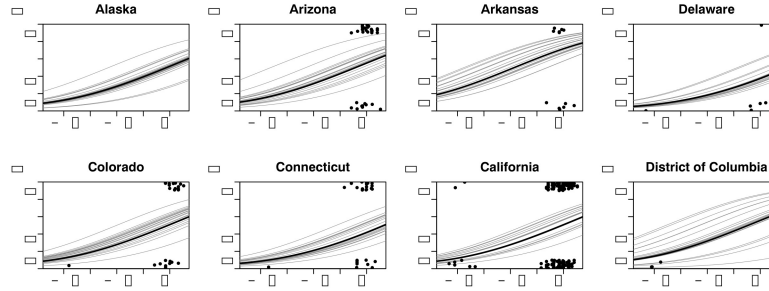 Alaska
Arizona
Arkansas
Delaware
Colorado
Connecticut
California
District of Columbia